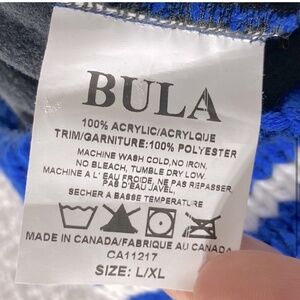 BULA
100% ACRYLIC/ACRYLQUE
TRIM/GARNITURE:100% POLYESTER
MACHINE WASH COLD,NO IRON,
NO BLEACH, TUMBLE DRY LOW.
MACHINE A L' EAU FROIDE, NE PAS REPASSER,
PAS D'EAU JAVEL,
SECHER A BASSE TEMPERATURE
MADE IN CANADA/FABRIQUE AU CANADA
CA11217
SIZE: L/XL